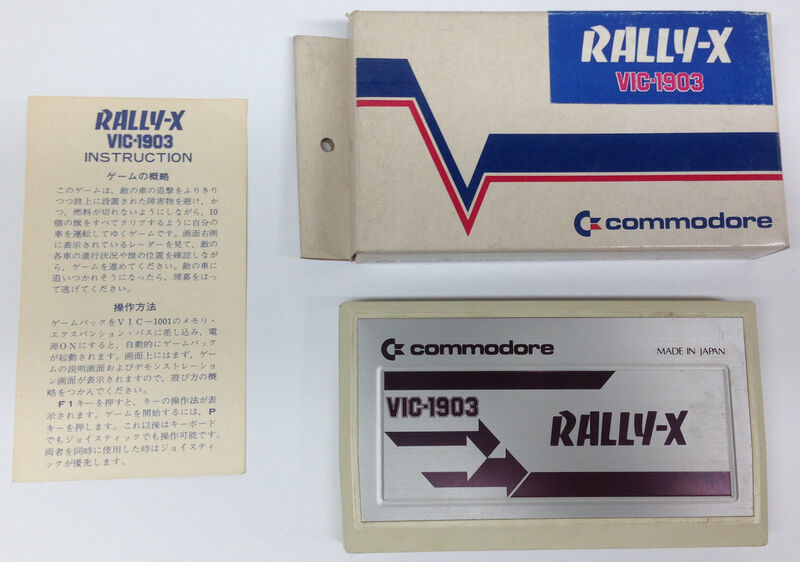 RALLY-X
VIC-1903
INSTRUCTION
ゲームの概略
このゲームは、敵の車の追撃をふりきり
つつ路上に設置された障害物を避け、か
つ、燃料が切れないようにしながら、10
個の旗をすべてクリアするように自分の
車を運転してゆくゲームです。画面右側
に表示されているレーダーを見て、敵の
各車の進行状況や旗の位置を確認しなが
ら、ゲームを進めてください。敵の車に
追いつかれそうになったら、煙幕をはっ
て逃げてください。
操作方法
ゲームパックをVIC-1001のメモリ・
エクスパンション・バスに差し込み、電
源ONにすると、自動的にゲームパック
が起動されます。画面上にはまず、ゲー
ムの説明画面およびデモンストレーショ
ン画面が表示されますので、遊び方の概
略をつかんでください。
F1キーを押すと、キーの操作法が表
示されます。ゲームを開始するには、P
キーを押します。これ以後はキーボード
でもジョイスティックでも操作可能です。
両者を同時に使用した時はジョイスティ
ックが優先します。
RALLY-X
VIC-1903
commodore
commodore
MADE IN JAPAN
VIC-1903
RALLY-X